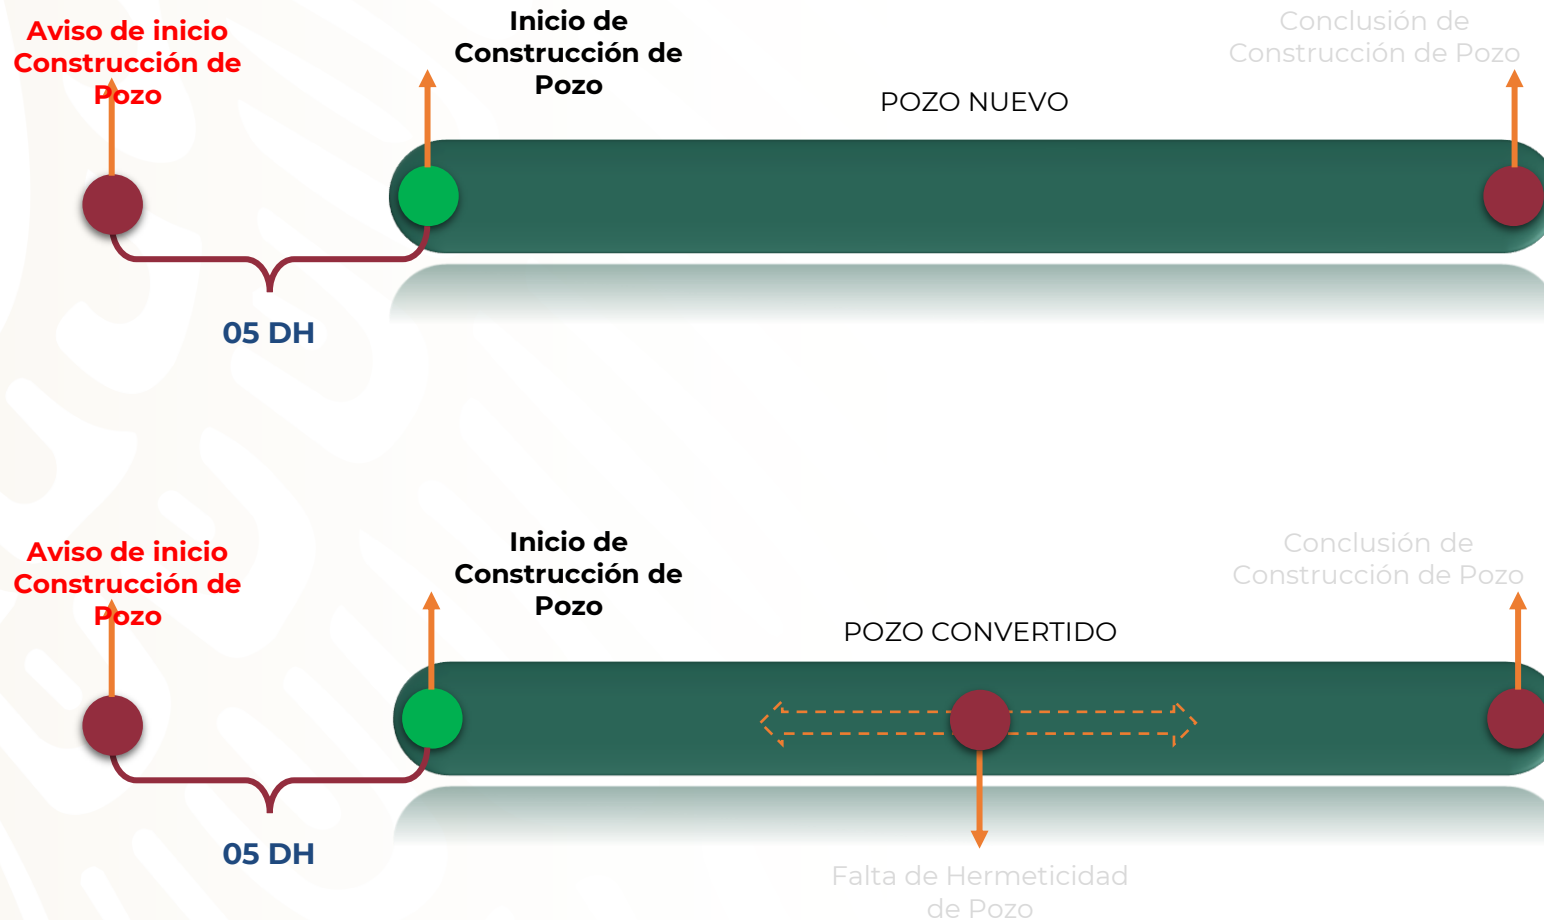 Aviso de inicio
Construcción de
Pozo
Inicio de
Construcción de
Pozo
Conclusión de
Construcción de Pozo
POZO NUEVO
05 DH
Aviso de inicio
Construcción de
Pozo
Inicio de
Construcción de
Pozo
Conclusión de
Construcción de Pozo
POZO CONVERTIDO
05 DH
Falta de Hermeticidad
de Pozo